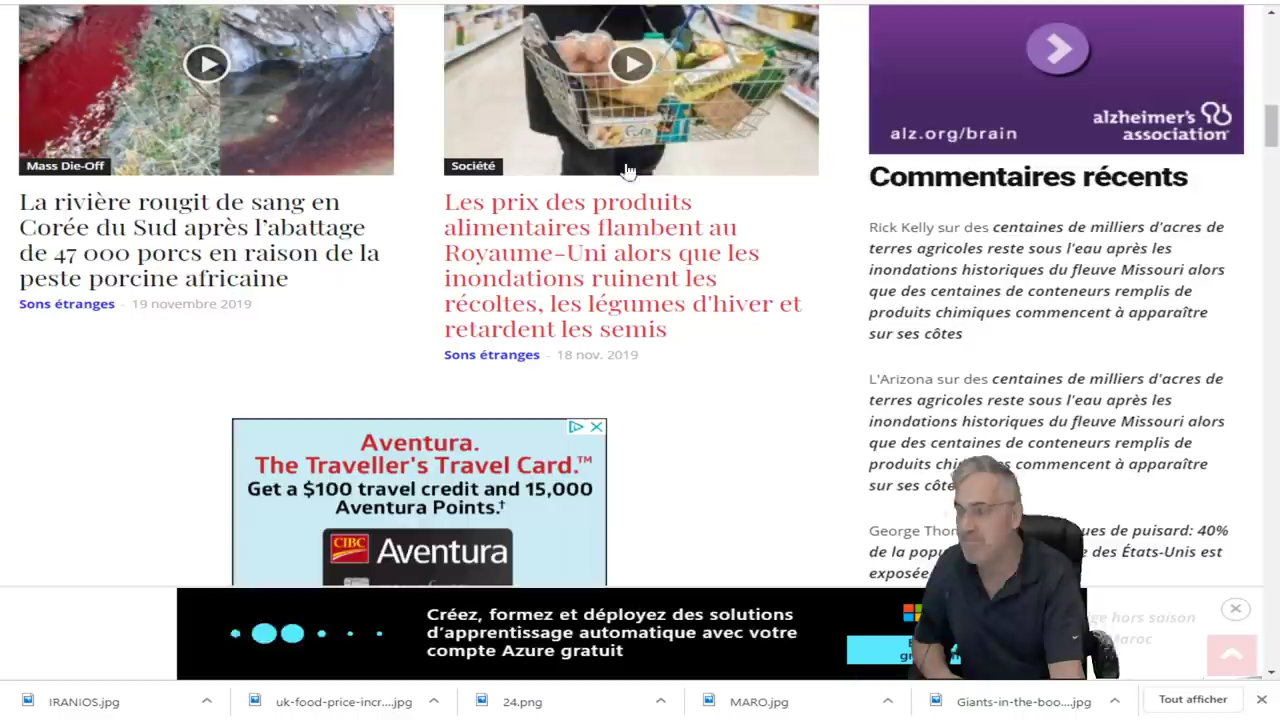 Mass Die-Off
La rivière rougit de sang en
Corée du Sud après l'abattage
de 47 000 porcs en raison de la
peste porcine africaine
Sons étranges - 19 novembre 2019
Société
Les prix des produits
alimentaires flambent au
Royaume-Uni alors que les
inondations ruinent les
récoltes, les légumes d'hiver et
retardent les semis
Sons étranges - 18 nov. 2019
alz.org/brain
alzheimer's
association
Commentaires récents
Rick Kelly sur des centaines de milliers d'acres de
terres agricoles reste sous l'eau après les
inondations historiques du fleuve Missouri alors
que des centaines de conteneurs remplis de
produits chimiques commencent à apparaître
sur ses côtes
L'Arizona sur des centaines de milliers d'acres de
terres agricoles reste sous l'eau après les
inondations historiques du fleuve Missouri alors
que des centaines de conteneurs remplis de
produits commencent à apparaître
sur ses
George ues de puisard: 40%
de la des États-Unis est
Aventura.
The Traveller's Travel Card.™
Get a $100 travel credit and 15,000
Aventura Points.†
CIBC Aventura
Créez, formez et déployez des solutions
d'apprentissage automatique avec votre
compte Azure gratuit
ge hors saison
Maroc
IRANIOS.jpg
uk-food-price-incr....jpg
24.png
MARO.jpg
Giants-in-the-boo....jpg
Tout afficher